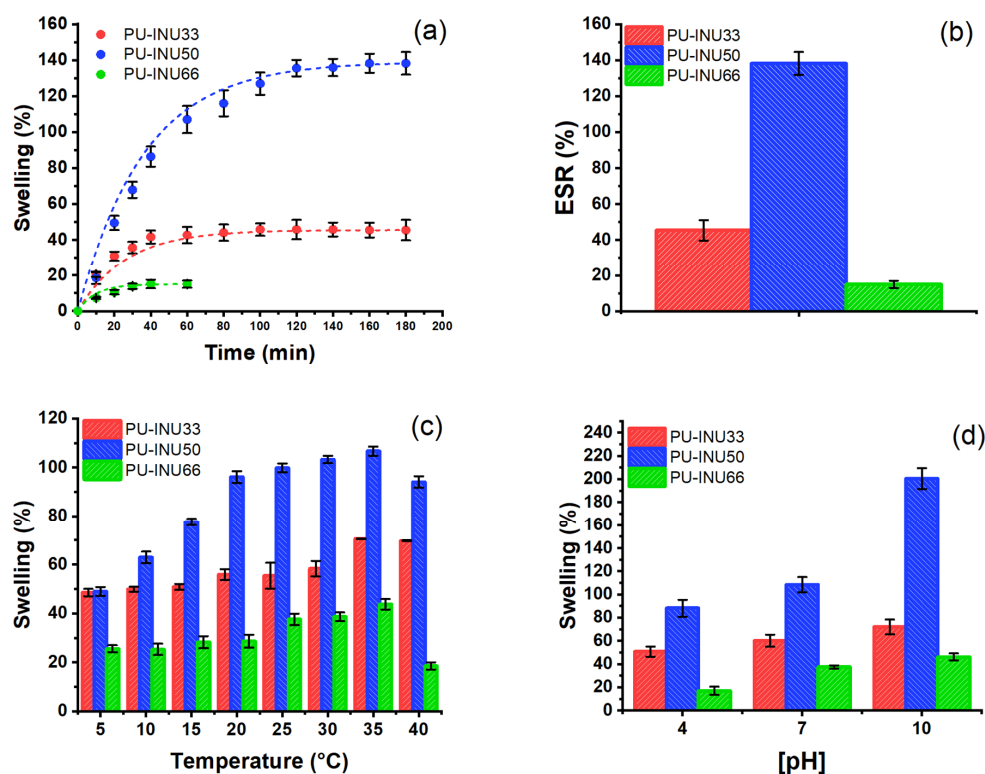 (a)
PU-INU33
PU-INU50
PU-INU66
160
140
120
100
80
60
40
20
0
Swelling (%)
0 20 40 60 80 100 120 140 160 180 200
Time (min)
(b)
PU-INU33
PU-INU50
PU-INU66
160
140
120
100
80
60
40
20
0
ESR (%)
(c)
PU-INU33
PU-INU50
PU-INU66
120
100
80
60
40
20
0
Swelling (%)
5 10 15 20 25 30 35 40
Temperature (°C)
(d)
PU-INU33
PU-INU50
PU-INU66
240
220
200
180
160
140
120
100
80
60
40
20
0
Swelling (%)
4 7 10
[pH]